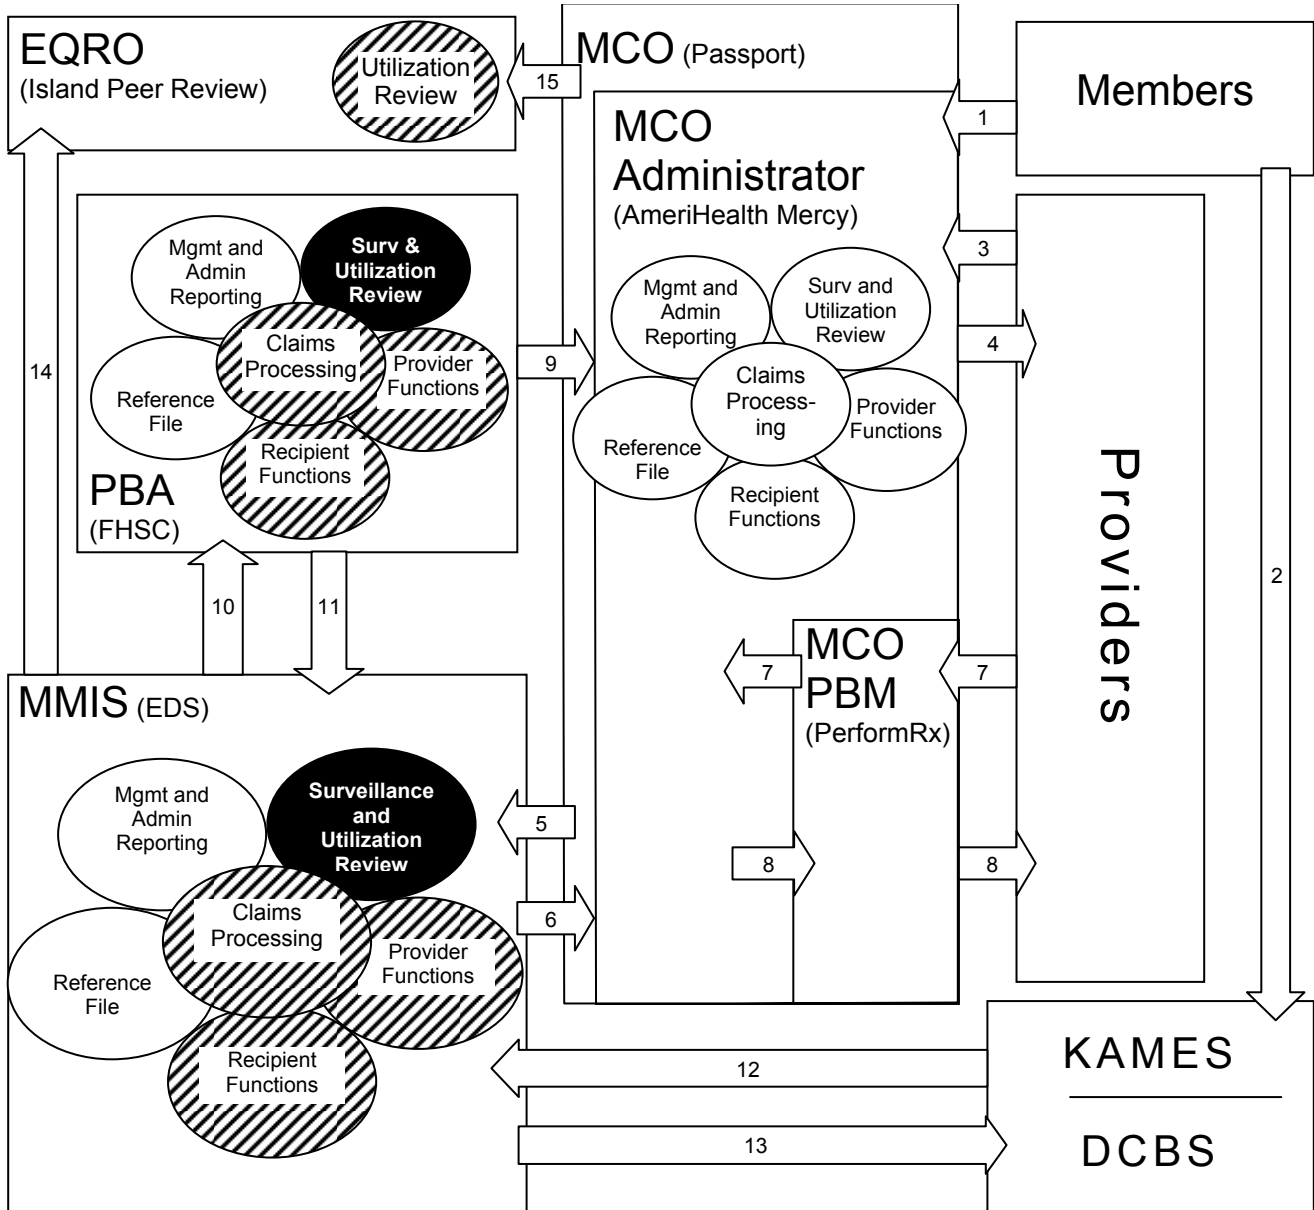 EQRO
(Island Peer Review)
Utilization
Review
15
MCO (Passport)
Members
1
MCO
Administrator
(AmeriHealth Mercy)
3
4
Mgmt and
Admin
Reporting
Surv &
Utilization
Review
Claims
Processing
Provider
Functions
Reference
File
Recipient
Functions
PBA
(FHSC)
9
14
Mgmt and
Admin
Reporting
Surv and
Utilization
Review
Claims
Process-
ing
Provider
Functions
Reference
File
Recipient
Functions
Providers
2
10
11
MCO
PBM
(PerformRx)
7
7
8
8
MMIS (EDS)
Mgmt and
Admin
Reporting
Surveillance
and
Utilization
Review
Claims
Processing
Provider
Functions
Reference
File
Recipient
Functions
5
6
12
13
KAMES
DCBS